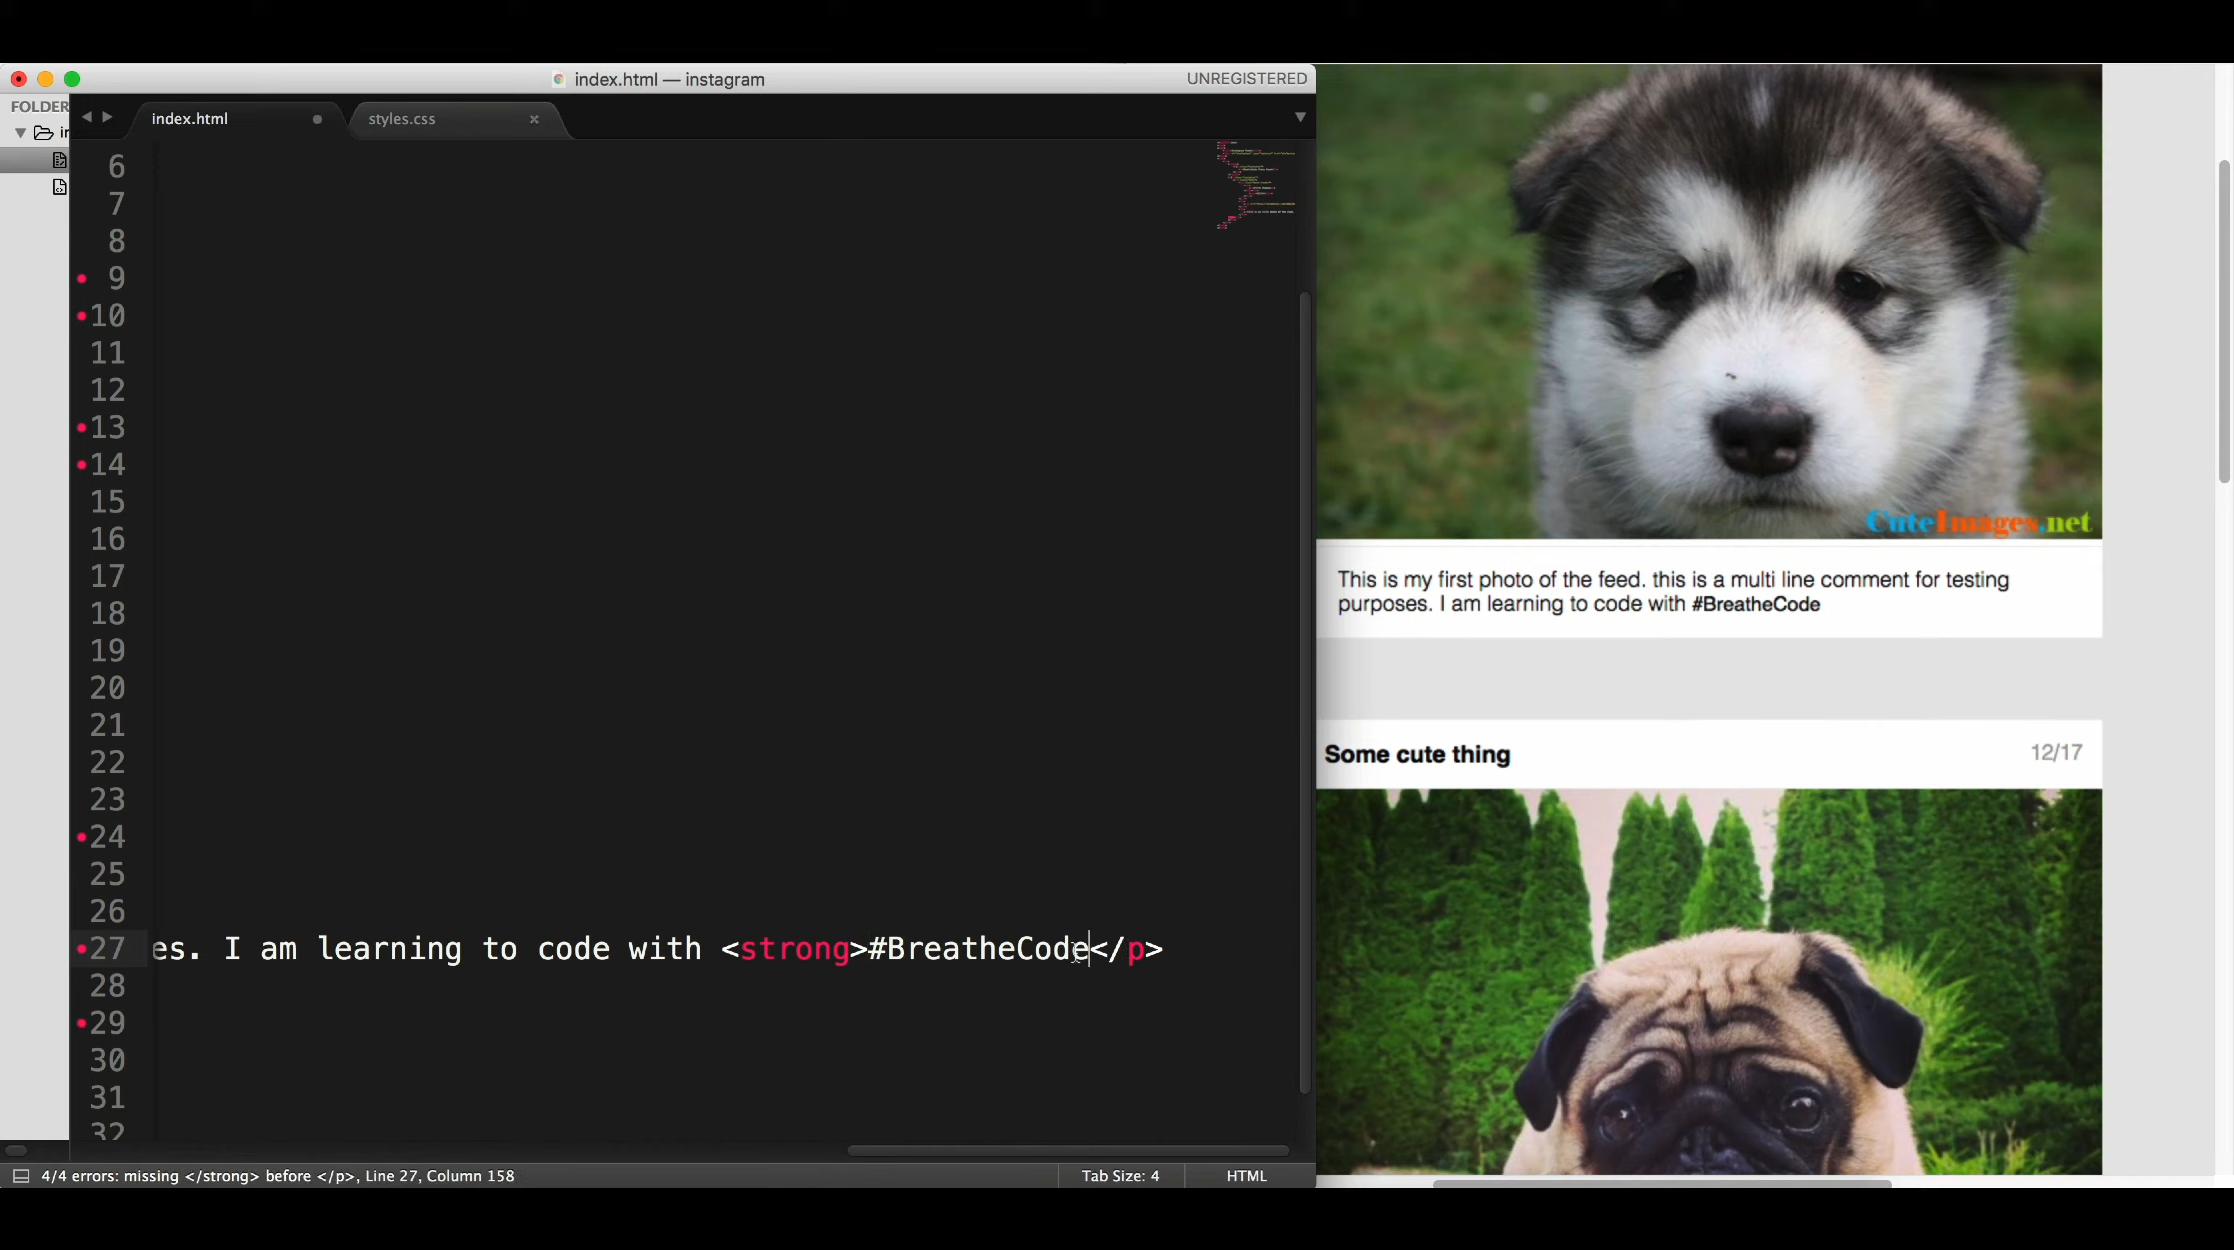 index.html — instagram
UNREGISTERED
FOLDER
index.html
styles.css
6
7
8
9
10
11
12
13
14
15
16
17
18
19
20
21
22
23
24
25
26
27 es. I am learning to code with <strong>#BreatheCode</p>
28
29
30
31
32
4/4 errors: missing </strong> before </p>, Line 27, Column 158
Tab Size: 4
HTML
CuteImages.net
This is my first photo of the feed. this is a multi line comment for testing
purposes. I am learning to code with #BreatheCode
Some cute thing
12/17